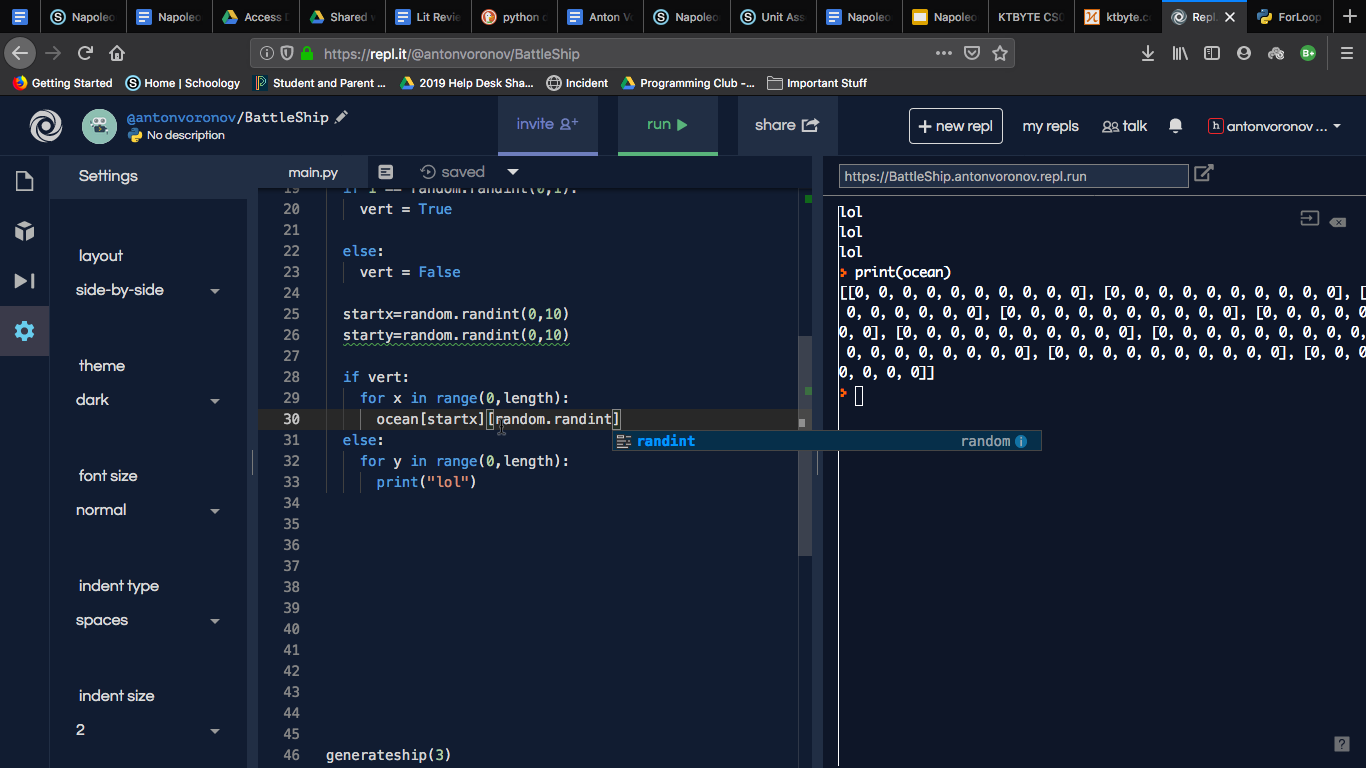 Napoleo
Napoleo
Access D
Shared w
Lit Revie
python c
Anton Vo
Napoleo
Unit Ass
Napoleo
Napoleo
KTBYTE CSC
ktbyte.co
Repl.
ForLoop
https://repl.it/@antonvoronov/BattleShip
Getting Started
Home | Schoology
Student and Parent ...
2019 Help Desk Sha...
Incident
Programming Club -...
Important Stuff
@antonvoronov/BattleShip
No description
invite
run
share
+ new repl
my repls
talk
h antonvoronov ...
Settings
layout
side-by-side
theme
dark
font size
normal
indent type
spaces
indent size
2
main.py
saved
19 if i == random.randint(0,1):
20 vert = True
21
22 else:
23 vert = False
24
25 startx=random.randint(0,10)
26 starty=random.randint(0,10)
27
28 if vert:
29 for x in range(0,length):
30 ocean[startx][random.randint]
randint random
31 else:
32 for y in range(0,length):
33 print("lol")
34
35
36
37
38
39
40
41
42
43
44
45
46 generateship(3)
https://BattleShip.antonvoronov.repl.run
lol
lol
lol
print(ocean)
[[0, 0, 0, 0, 0, 0, 0, 0, 0, 0], [0, 0, 0, 0, 0, 0, 0, 0, 0, 0], [
0, 0, 0, 0, 0, 0], [0, 0, 0, 0, 0, 0, 0, 0, 0, 0], [0, 0, 0, 0, 0,
0, 0], [0, 0, 0, 0, 0, 0, 0, 0, 0, 0], [0, 0, 0, 0, 0, 0, 0, 0, 0,
0, 0, 0, 0, 0, 0, 0, 0], [0, 0, 0, 0, 0, 0, 0, 0, 0, 0], [0, 0, 0,
0, 0, 0, 0]]
?